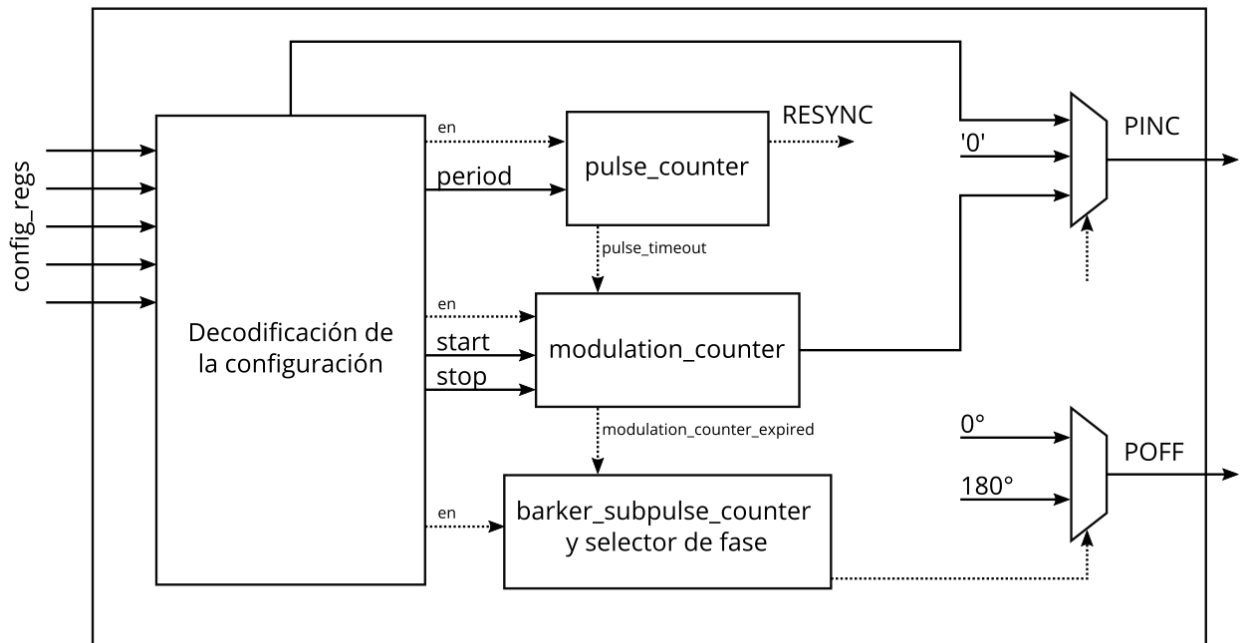 config_regs
Decodificación de
la configuración
en
period
pulse_counter
RESYNC
pulse_timeout
en
start
stop
modulation_counter
modulation_counter_expired
en
barker_subpulse_counter
y selector de fase
'0'
PINC
0°
180°
POFF